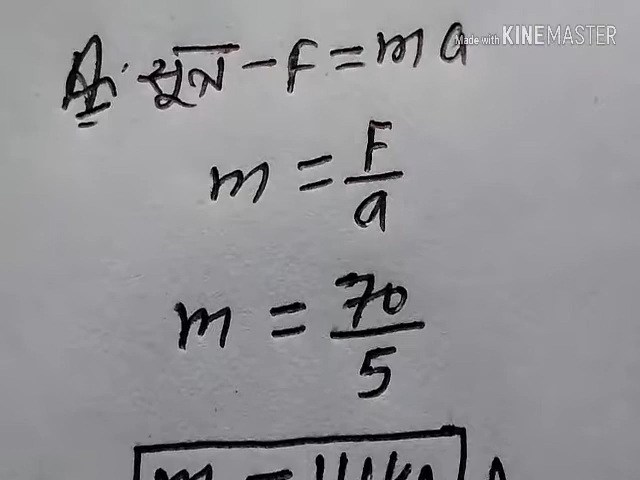 Made with KINEMASTER
सूत्र - F = ma
m = F/a
m = 70/5
m =